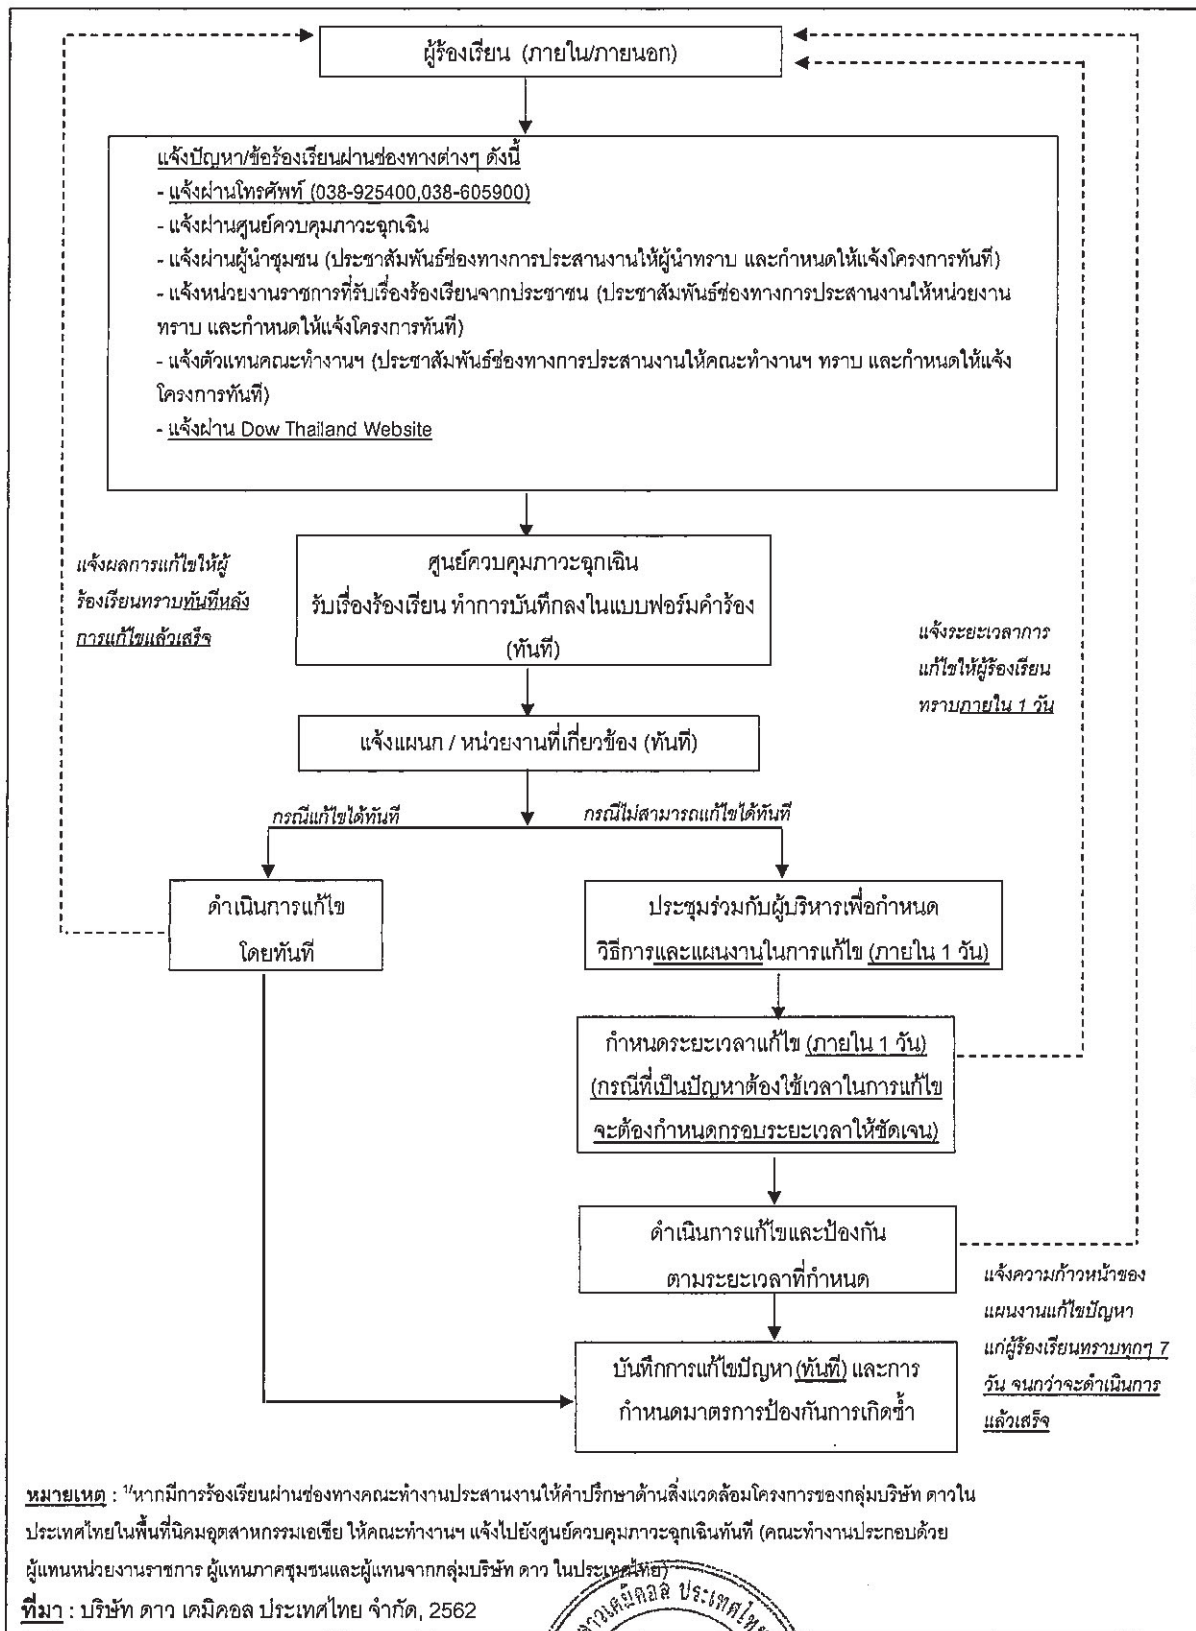 ผู้ร้องเรียน (ภายใน/ภายนอก)
แจ้งปัญหา/ข้อร้องเรียนผ่านช่องทางต่างๆ ดังนี้
- แจ้งผ่านโทรศัพท์ (038-925400,038-605900)
- แจ้งผ่านศูนย์ควบคุมภาวะฉุกเฉิน
- แจ้งผ่านผู้นำชุมชน (ประชาสัมพันธ์ช่องทางการประสานงานให้ผู้นำทราบ และกำหนดให้แจ้งโครงการทันที)
- แจ้งหน่วยงานราชการที่รับเรื่องร้องเรียนจากประชาชน (ประชาสัมพันธ์ช่องทางการประสานงานให้หน่วยงาน
ทราบ และกำหนดให้แจ้งโครงการทันที)
- แจ้งตัวแทนคณะทำงานฯ (ประชาสัมพันธ์ช่องทางการประสานงานให้คณะทำงานฯ ทราบ และกำหนดให้แจ้ง
โครงการทันที)
- แจ้งผ่าน Dow Thailand Website
แจ้งผลการแก้ไขให้ผู้
ร้องเรียนทราบทันทีหลัง
การแก้ไขแล้วเสร็จ
ศูนย์ควบคุมภาวะฉุกเฉิน
รับเรื่องร้องเรียน ทำการบันทึกลงในแบบฟอร์มคำร้อง
(ทันที)
แจ้งระยะเวลาการ
แก้ไขให้ผู้ร้องเรียน
ทราบภายใน 1 วัน
แจ้งแผนก / หน่วยงานที่เกี่ยวข้อง (ทันที)
กรณีแก้ไขได้ทันที
กรณีไม่สามารถแก้ไขได้ทันที
ดำเนินการแก้ไข
โดยทันที
ประชุมร่วมกับผู้บริหารเพื่อกำหนด
วิธีการและแผนงานในการแก้ไข (ภายใน 1 วัน)
กำหนดระยะเวลาแก้ไข (ภายใน 1 วัน)
(กรณีที่เป็นปัญหาต้องใช้เวลาในการแก้ไข
จะต้องกำหนดกรอบระยะเวลาให้ชัดเจน)
ดำเนินการแก้ไขและป้องกัน
ตามระยะเวลาที่กำหนด
แจ้งความก้าวหน้าของ
แผนงานแก้ไขปัญหา
แก่ผู้ร้องเรียนทราบทุกๆ 7
วัน จนกว่าจะดำเนินการ
แล้วเสร็จ
บันทึกการแก้ไขปัญหา (ทันที) และการ
กำหนดมาตรการป้องกันการเกิดซ้ำ
หมายเหตุ : 1/หากมีการร้องเรียนผ่านช่องทางคณะทำงานประสานงานให้คำปรึกษาด้านสิ่งแวดล้อมโครงการของกลุ่มบริษัท ดาวใน
ประเทศไทยในพื้นที่นิคมอุตสาหกรรมเอเชีย ให้คณะทำงานฯ แจ้งไปยังศูนย์ควบคุมภาวะฉุกเฉินทันที (คณะทำงานประกอบด้วย
ผู้แทนหน่วยงานราชการ ผู้แทนภาคชุมชนและผู้แทนจากกลุ่มบริษัท ดาว ในประเทศไทย)
ที่มา : บริษัท ดาว เคมิคอล ประเทศไทย จำกัด, 2562
ดาวเคมิคอล ประเทศไทย